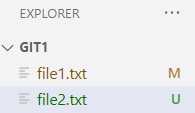 EXPLORER ...
GIT1
file1.txt M
file2.txt U